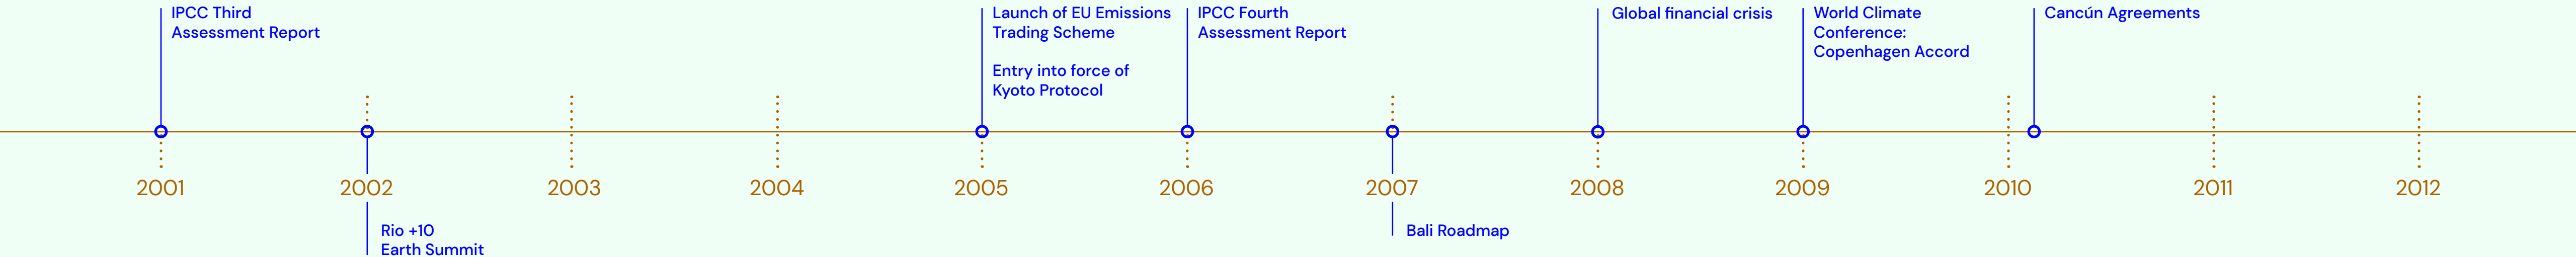 IPCC Third
Assessment Report
Launch of EU Emissions
Trading Scheme
Entry into force of
Kyoto Protocol
IPCC Fourth
Assessment Report
Global financial crisis
World Climate
Conference:
Copenhagen Accord
Cancún Agreements
2001
2002
2003
2004
2005
2006
2007
2008
2009
2010
2011
2012
Rio +10
Earth Summit
Bali Roadmap